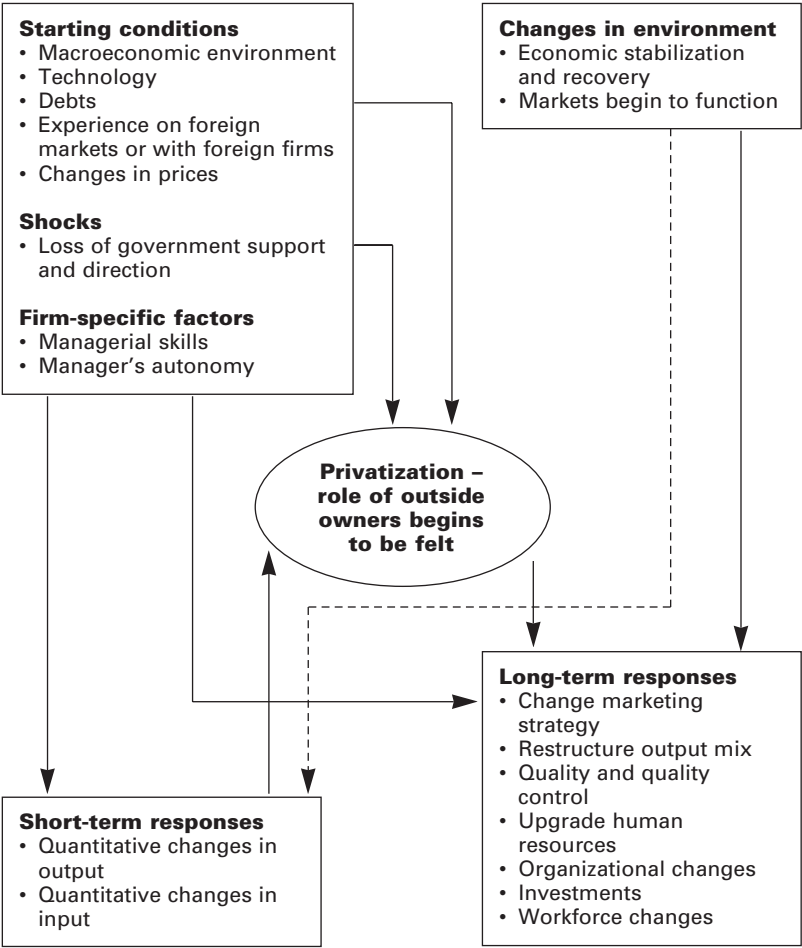 Starting conditions
• Macroeconomic environment
• Technology
• Debts
• Experience on foreign
markets or with foreign firms
• Changes in prices
Shocks
• Loss of government support
and direction
Firm-specific factors
• Managerial skills
• Manager’s autonomy
Changes in environment
• Economic stabilization
and recovery
• Markets begin to function
Privatization –
role of outside
owners begins
to be felt
Short-term responses
• Quantitative changes in
output
• Quantitative changes in
input
Long-term responses
• Change marketing
strategy
• Restructure output mix
• Quality and quality
control
• Upgrade human
resources
• Organizational changes
• Investments
• Workforce changes